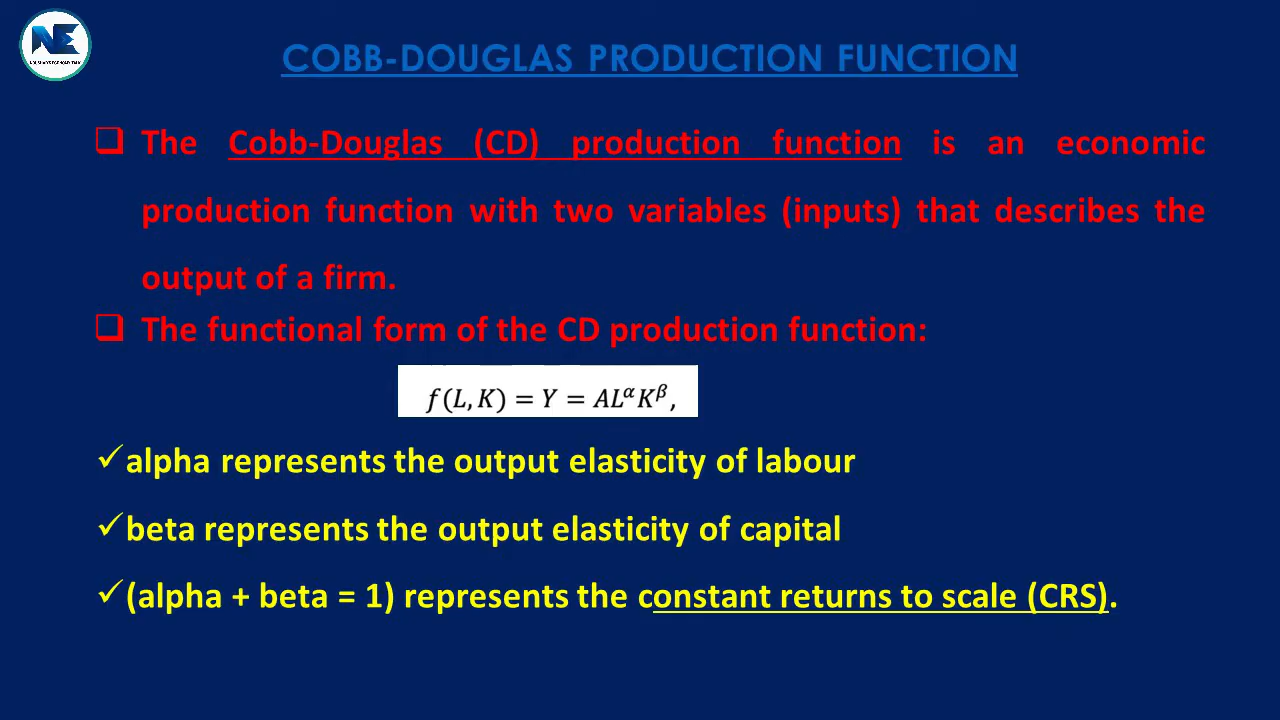 NE
COBB-DOUGLAS PRODUCTION FUNCTION
❑ The Cobb-Douglas (CD) production function is an economic
production function with two variables (inputs) that describes the
output of a firm.
❑ The functional form of the CD production function:
f(L, K) = Y = AL^α K^β,
✓alpha represents the output elasticity of labour
✓beta represents the output elasticity of capital
✓(alpha + beta = 1) represents the constant returns to scale (CRS).